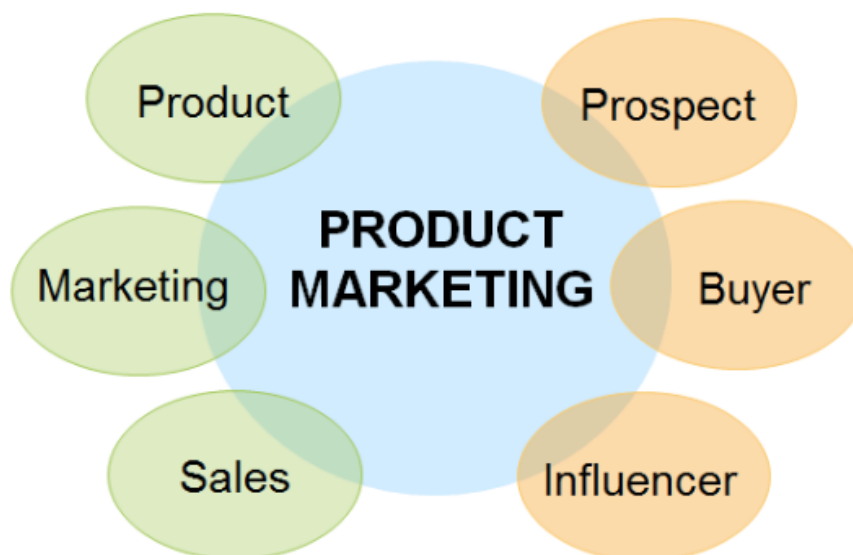 Product
Prospect
PRODUCT
MARKETING
Marketing
Buyer
Sales
Influencer